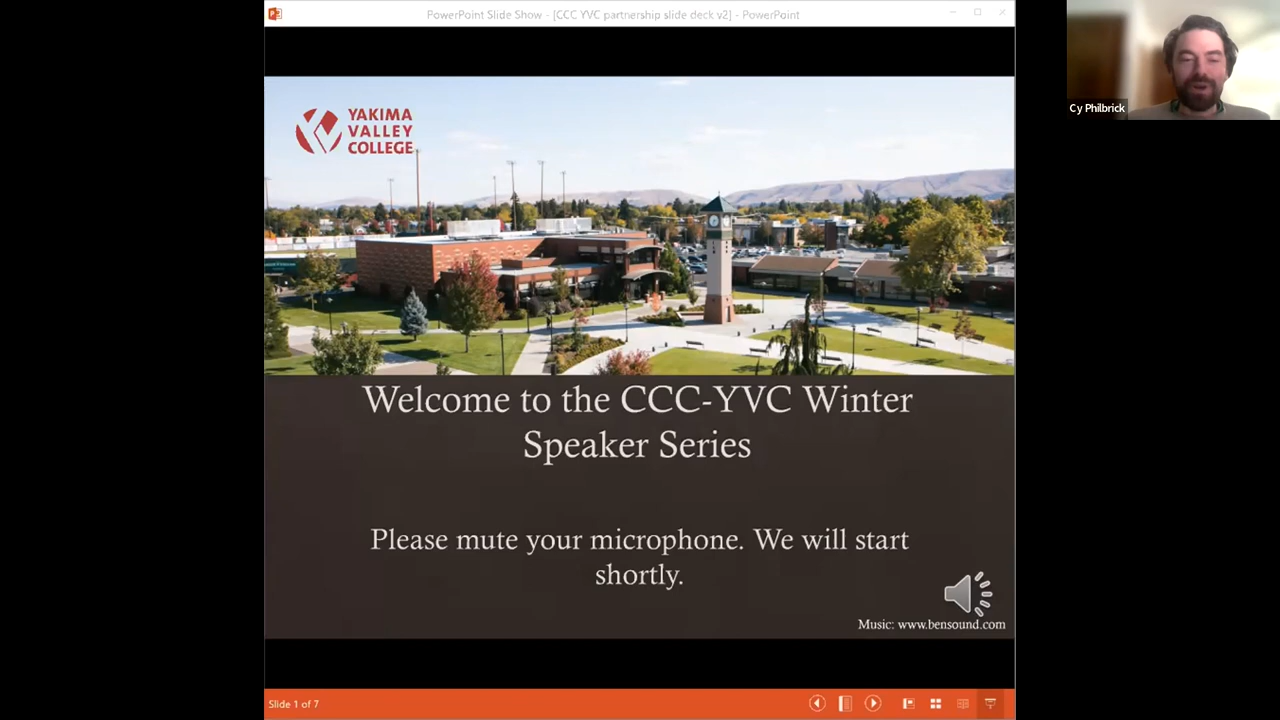 PowerPoint Slide Show - [CCC YVC partnership slide deck v2] - PowerPoint
Cy Philbrick
YAKIMA
VALLEY
COLLEGE
Welcome to the CCC-YVC Winter
Speaker Series
Please mute your microphone. We will start
shortly.
Music: www.bensound.com
Slide 1 of 7